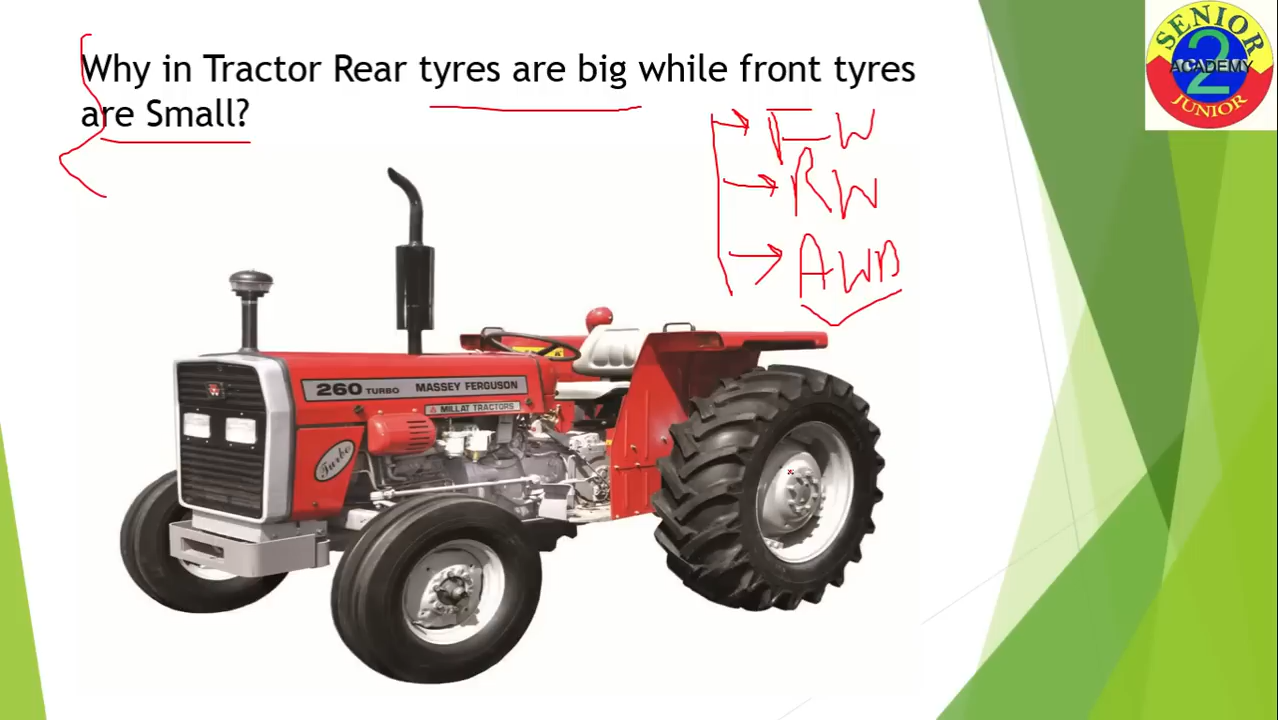 Why in Tractor Rear tyres are big while front tyres
are Small?
FW
RW
AWD
SENIOR
2
ACADEMY
JUNIOR
260 TURBO MASSEY FERGUSON
MILLAT TRACTORS
Turbo